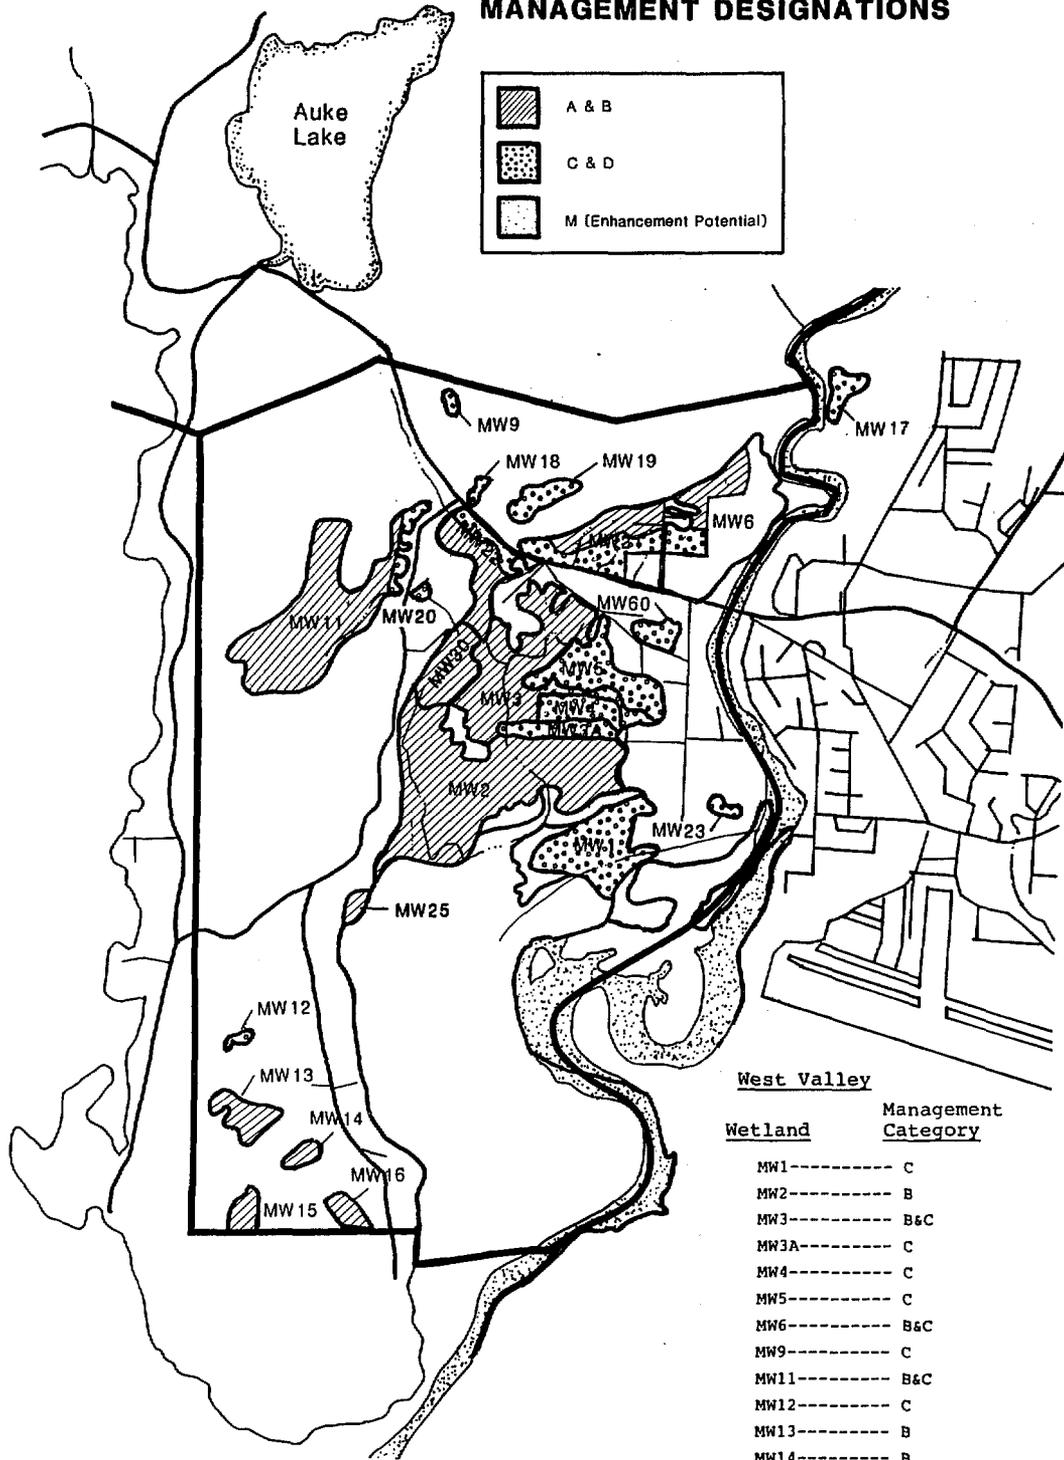 MANAGEMENT DESIGNATIONS
A & B
C & D
M (Enhancement Potential)
Auke
Lake
MW9
MW17
MW18
MW19
MW6
MW60
MW20
MW11
MW30
MW5
MW3
MW4
MW3A
MW2
MW23
MW1
MW25
MW12
MW13
MW14
MW16
MW15
West Valley
Management
Wetland Category
MW1---------- C
MW2---------- B
MW3---------- B&C
MW3A--------- C
MW4---------- C
MW5---------- C
MW6---------- B&C
MW9---------- C
MW11--------- B&C
MW12--------- C
MW13--------- B
MW14--------- B